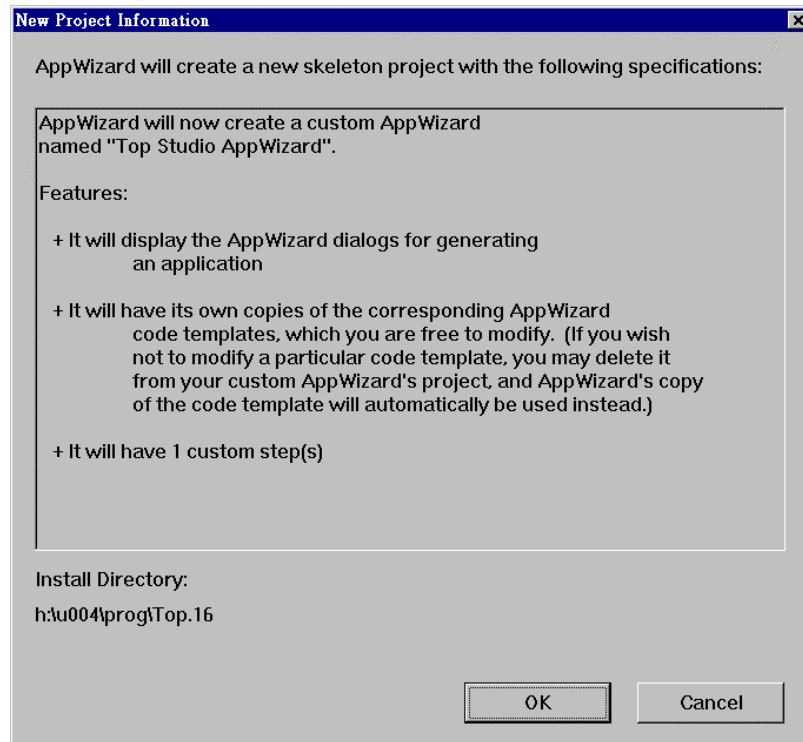 New Project Information
AppWizard will create a new skeleton project with the following specifications:
AppWizard will now create a custom AppWizard
named "Top Studio AppWizard".
Features:
+ It will display the AppWizard dialogs for generating
an application
+ It will have its own copies of the corresponding AppWizard
code templates, which you are free to modify.  (If you wish
not to modify a particular code template, you may delete it
from your custom AppWizard's project, and AppWizard's copy
of the code template will automatically be used instead.)
+ It will have 1 custom step(s)
Install Directory:
h:\u004\prog\Top.16
OK
Cancel